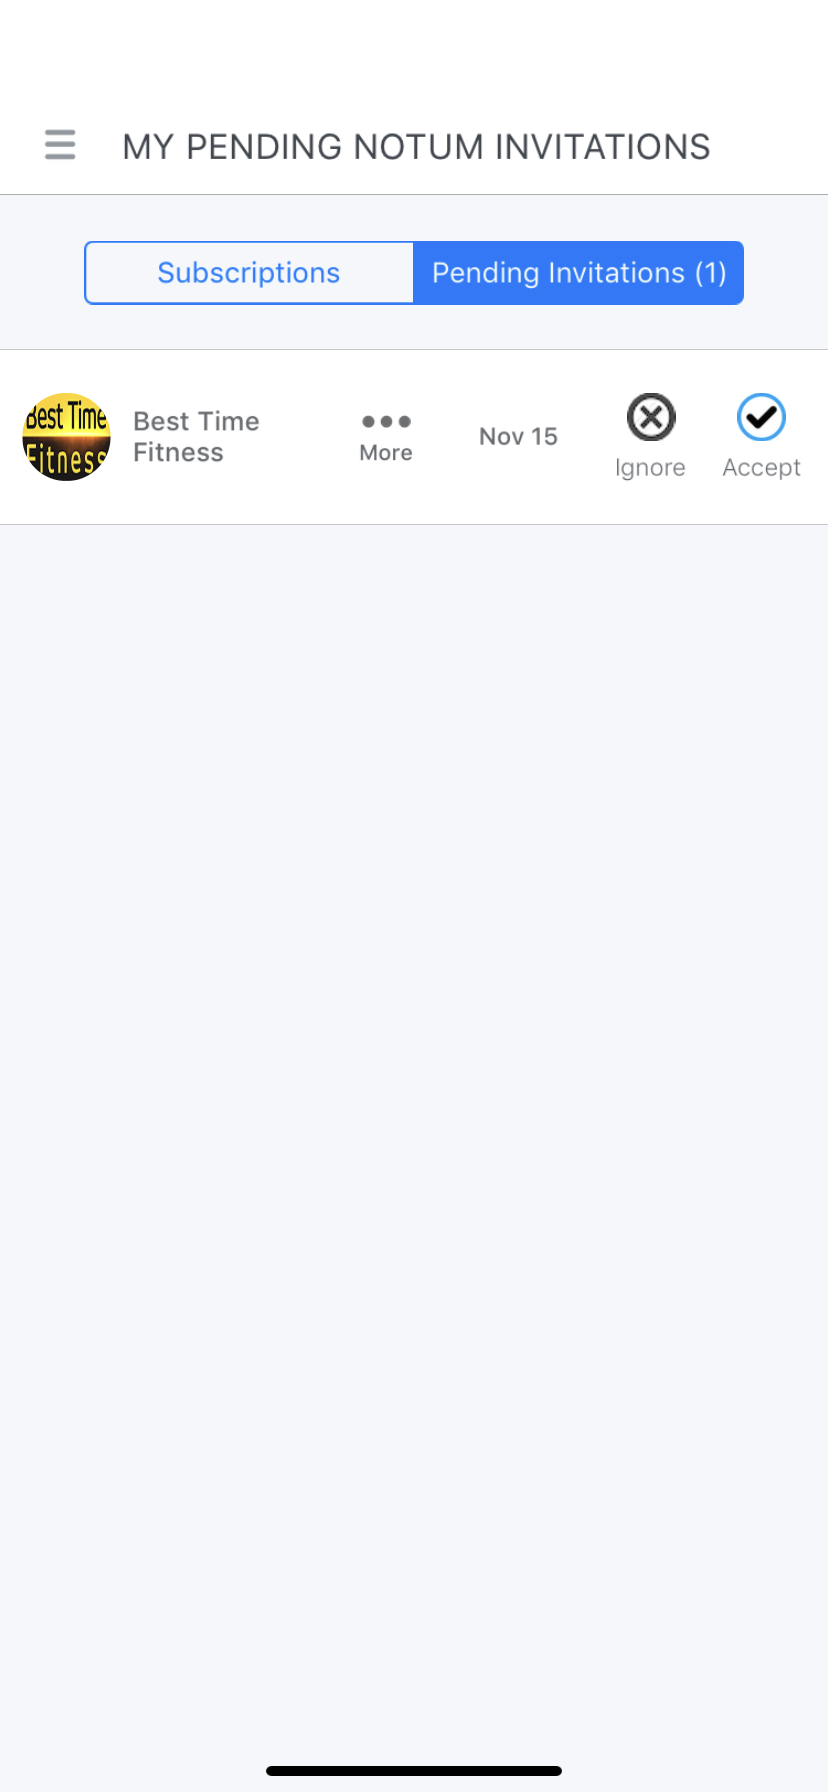 MY PENDING NOTUM INVITATIONS
Subscriptions
Pending Invitations (1)
Best Time
Fitness
Best Time
Fitness
More
Nov 15
Ignore
Accept